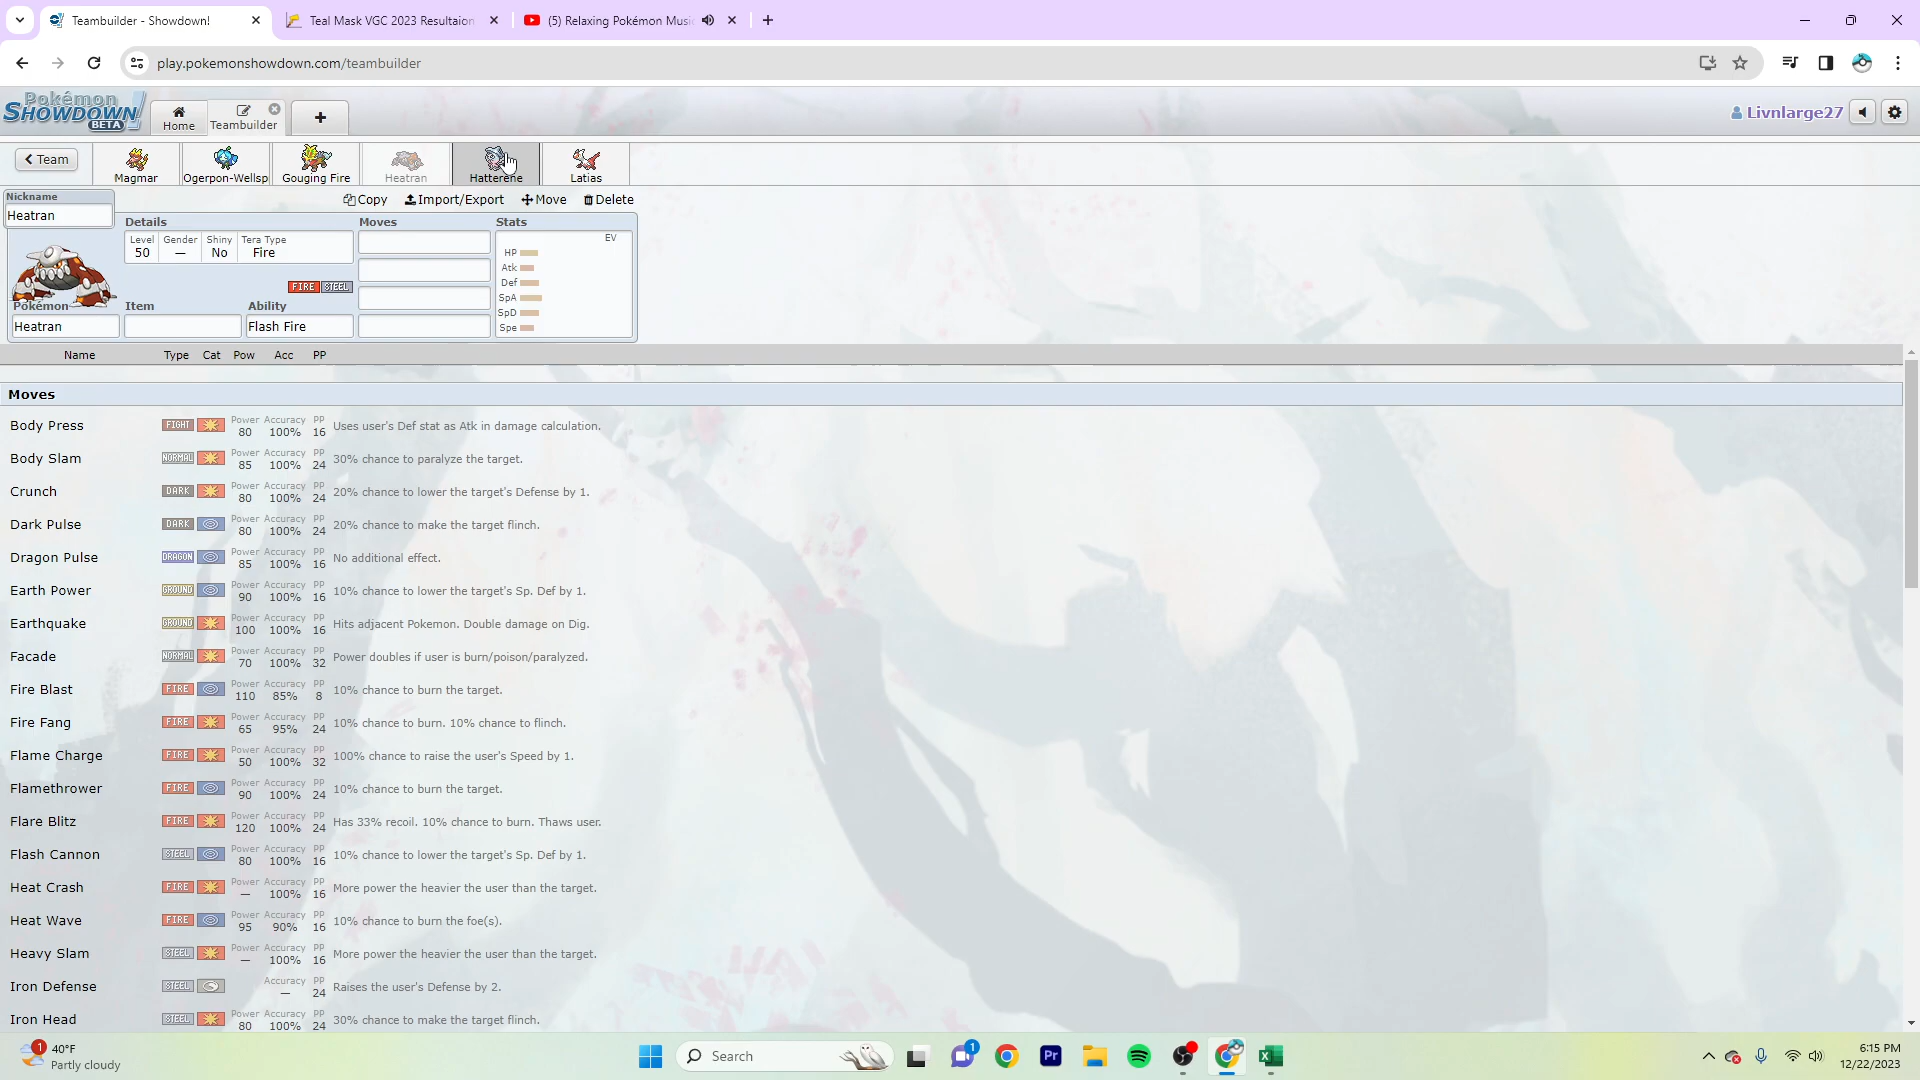 Teambuilder - Showdown!
Teal Mask VGC 2023 Resultaion
(5) Relaxing Pokémon Music
play.pokemonshowdown.com/teambuilder
Pokémon
SHOWDOWN!
BETA
Home
Teambuilder
Livnlarge27
Team
Magmar
Ogerpon-Wellsp
Gouging Fire
Heatran
Hatterene
Latias
Nickname
Heatran
Copy
Import/Export
Move
Delete
Details
Moves
Stats
Level
50
Gender
—
Shiny
No
Tera Type
Fire
FIRE STEEL
EV
HP
Atk
Def
SpA
SpD
Spe
Pokémon
Heatran
Item
Ability
Flash Fire
Name Type Cat Pow Acc PP
Moves
Body Press FIGHT Power 80 Accuracy 100% PP 16 Uses user's Def stat as Atk in damage calculation.
Body Slam NORMAL Power 85 Accuracy 100% PP 24 30% chance to paralyze the target.
Crunch DARK Power 80 Accuracy 100% PP 24 20% chance to lower the target's Defense by 1.
Dark Pulse DARK Power 80 Accuracy 100% PP 24 20% chance to make the target flinch.
Dragon Pulse DRAGON Power 85 Accuracy 100% PP 16 No additional effect.
Earth Power GROUND Power 90 Accuracy 100% PP 16 10% chance to lower the target's Sp. Def by 1.
Earthquake GROUND Power 100 Accuracy 100% PP 16 Hits adjacent Pokemon. Double damage on Dig.
Facade NORMAL Power 70 Accuracy 100% PP 32 Power doubles if user is burn/poison/paralyzed.
Fire Blast FIRE Power 110 Accuracy 85% PP 8 10% chance to burn the target.
Fire Fang FIRE Power 65 Accuracy 95% PP 24 10% chance to burn. 10% chance to flinch.
Flame Charge FIRE Power 50 Accuracy 100% PP 32 100% chance to raise the user's Speed by 1.
Flamethrower FIRE Power 90 Accuracy 100% PP 24 10% chance to burn the target.
Flare Blitz FIRE Power 120 Accuracy 100% PP 24 Has 33% recoil. 10% chance to burn. Thaws user.
Flash Cannon STEEL Power 80 Accuracy 100% PP 16 10% chance to lower the target's Sp. Def by 1.
Heat Crash FIRE Power — Accuracy 100% PP 16 More power the heavier the user than the target.
Heat Wave FIRE Power 95 Accuracy 90% PP 16 10% chance to burn the foe(s).
Heavy Slam STEEL Power — Accuracy 100% PP 16 More power the heavier the user than the target.
Iron Defense STEEL Accuracy — PP 24 Raises the user's Defense by 2.
Iron Head STEEL Power 80 Accuracy 100% PP 24 30% chance to make the target flinch.
1
40°F
Partly cloudy
Search
1
Pr
6:15 PM
12/22/2023